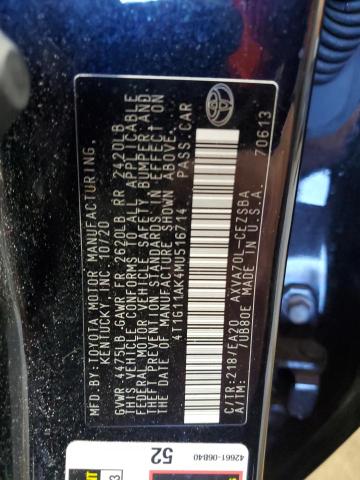 MFD BY:TOYOTA MOTOR MANUFACTURING
KENTUCKY, INC. 10/20
GVWR 4475LB GAWR FR 2620LB RR 2420LB
THIS VEHICLE CONFORMS TO ALL APPLICABLE
FEDERAL MOTOR VEHICLE SAFETY, BUMPER, AND
THEFT PREVENTION STANDARDS IN EFFECT ON
THE DATE OF MANUFACTURE SHOWN ABOVE.
4T1G11AK4MU516714 PASS. CAR
C/TR: 218/EA20 AXVA70L-CEZSBA
A/TM: /UB80E MADE IN U.S.A. 70613
42661-06B40
52